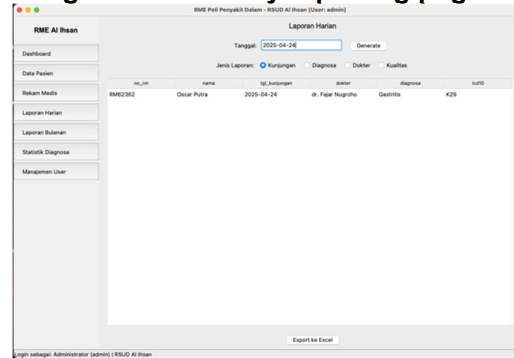 RME Poli Penyakit Dalam - RSUD Al Ihsan (User: admin)
RME Al Ihsan
Dashboard
Data Pasien
Rekam Medis
Laporan Harian
Laporan Bulanan
Statistik Diagnosa
Manajemen User
Laporan Harian
Tanggal: 2025-04-24 Generate
Jenis Laporan: Kunjungan Diagnosa Dokter Kualitas
no_rm nama tgl_kunjungan dokter diagnosa icd10
RM62362 Oscar Putra 2025-04-24 dr. Fajar Nugroho Gastritis K29
Export ke Excel
Login sebagai: Administrator (admin) | RSUD Al Ihsan